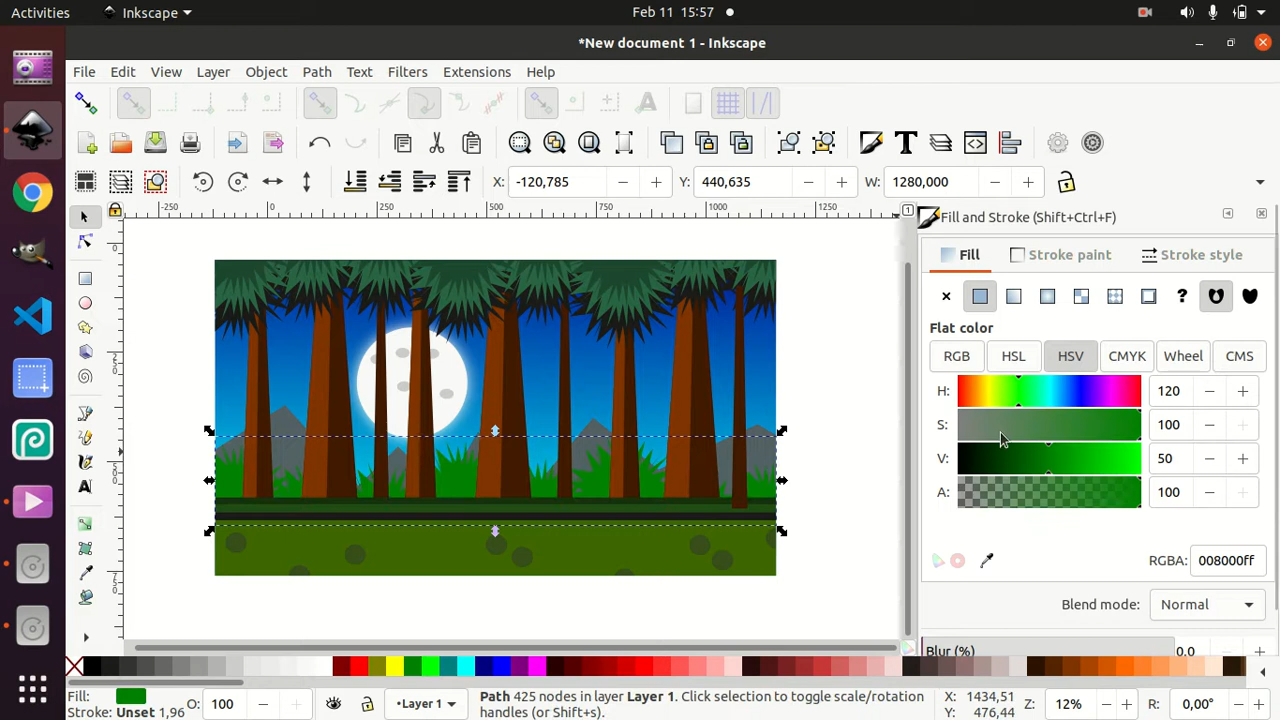 Activities
Inkscape
Feb 11 15:57
*New document 1 - Inkscape
File Edit View Layer Object Path Text Filters Extensions Help
X: -120,785 Y: 440,635 W: 1280,000
-250 0 250 500 750 1000 1250
1
Fill and Stroke (Shift+Ctrl+F)
Fill Stroke paint Stroke style
Flat color
RGB HSL HSV CMYK Wheel CMS
H: 120
S: 100
V: 50
A: 100
RGBA: 008000ff
Blend mode: Normal
Blur (%) 0.0
Fill:
Stroke: Unset 1,96
O: 100
Layer 1
Path 425 nodes in layer Layer 1. Click selection to toggle scale/rotation
handles (or Shift+s).
X: 1434,51
Y: 476,44
Z: 12%
R: 0,00°